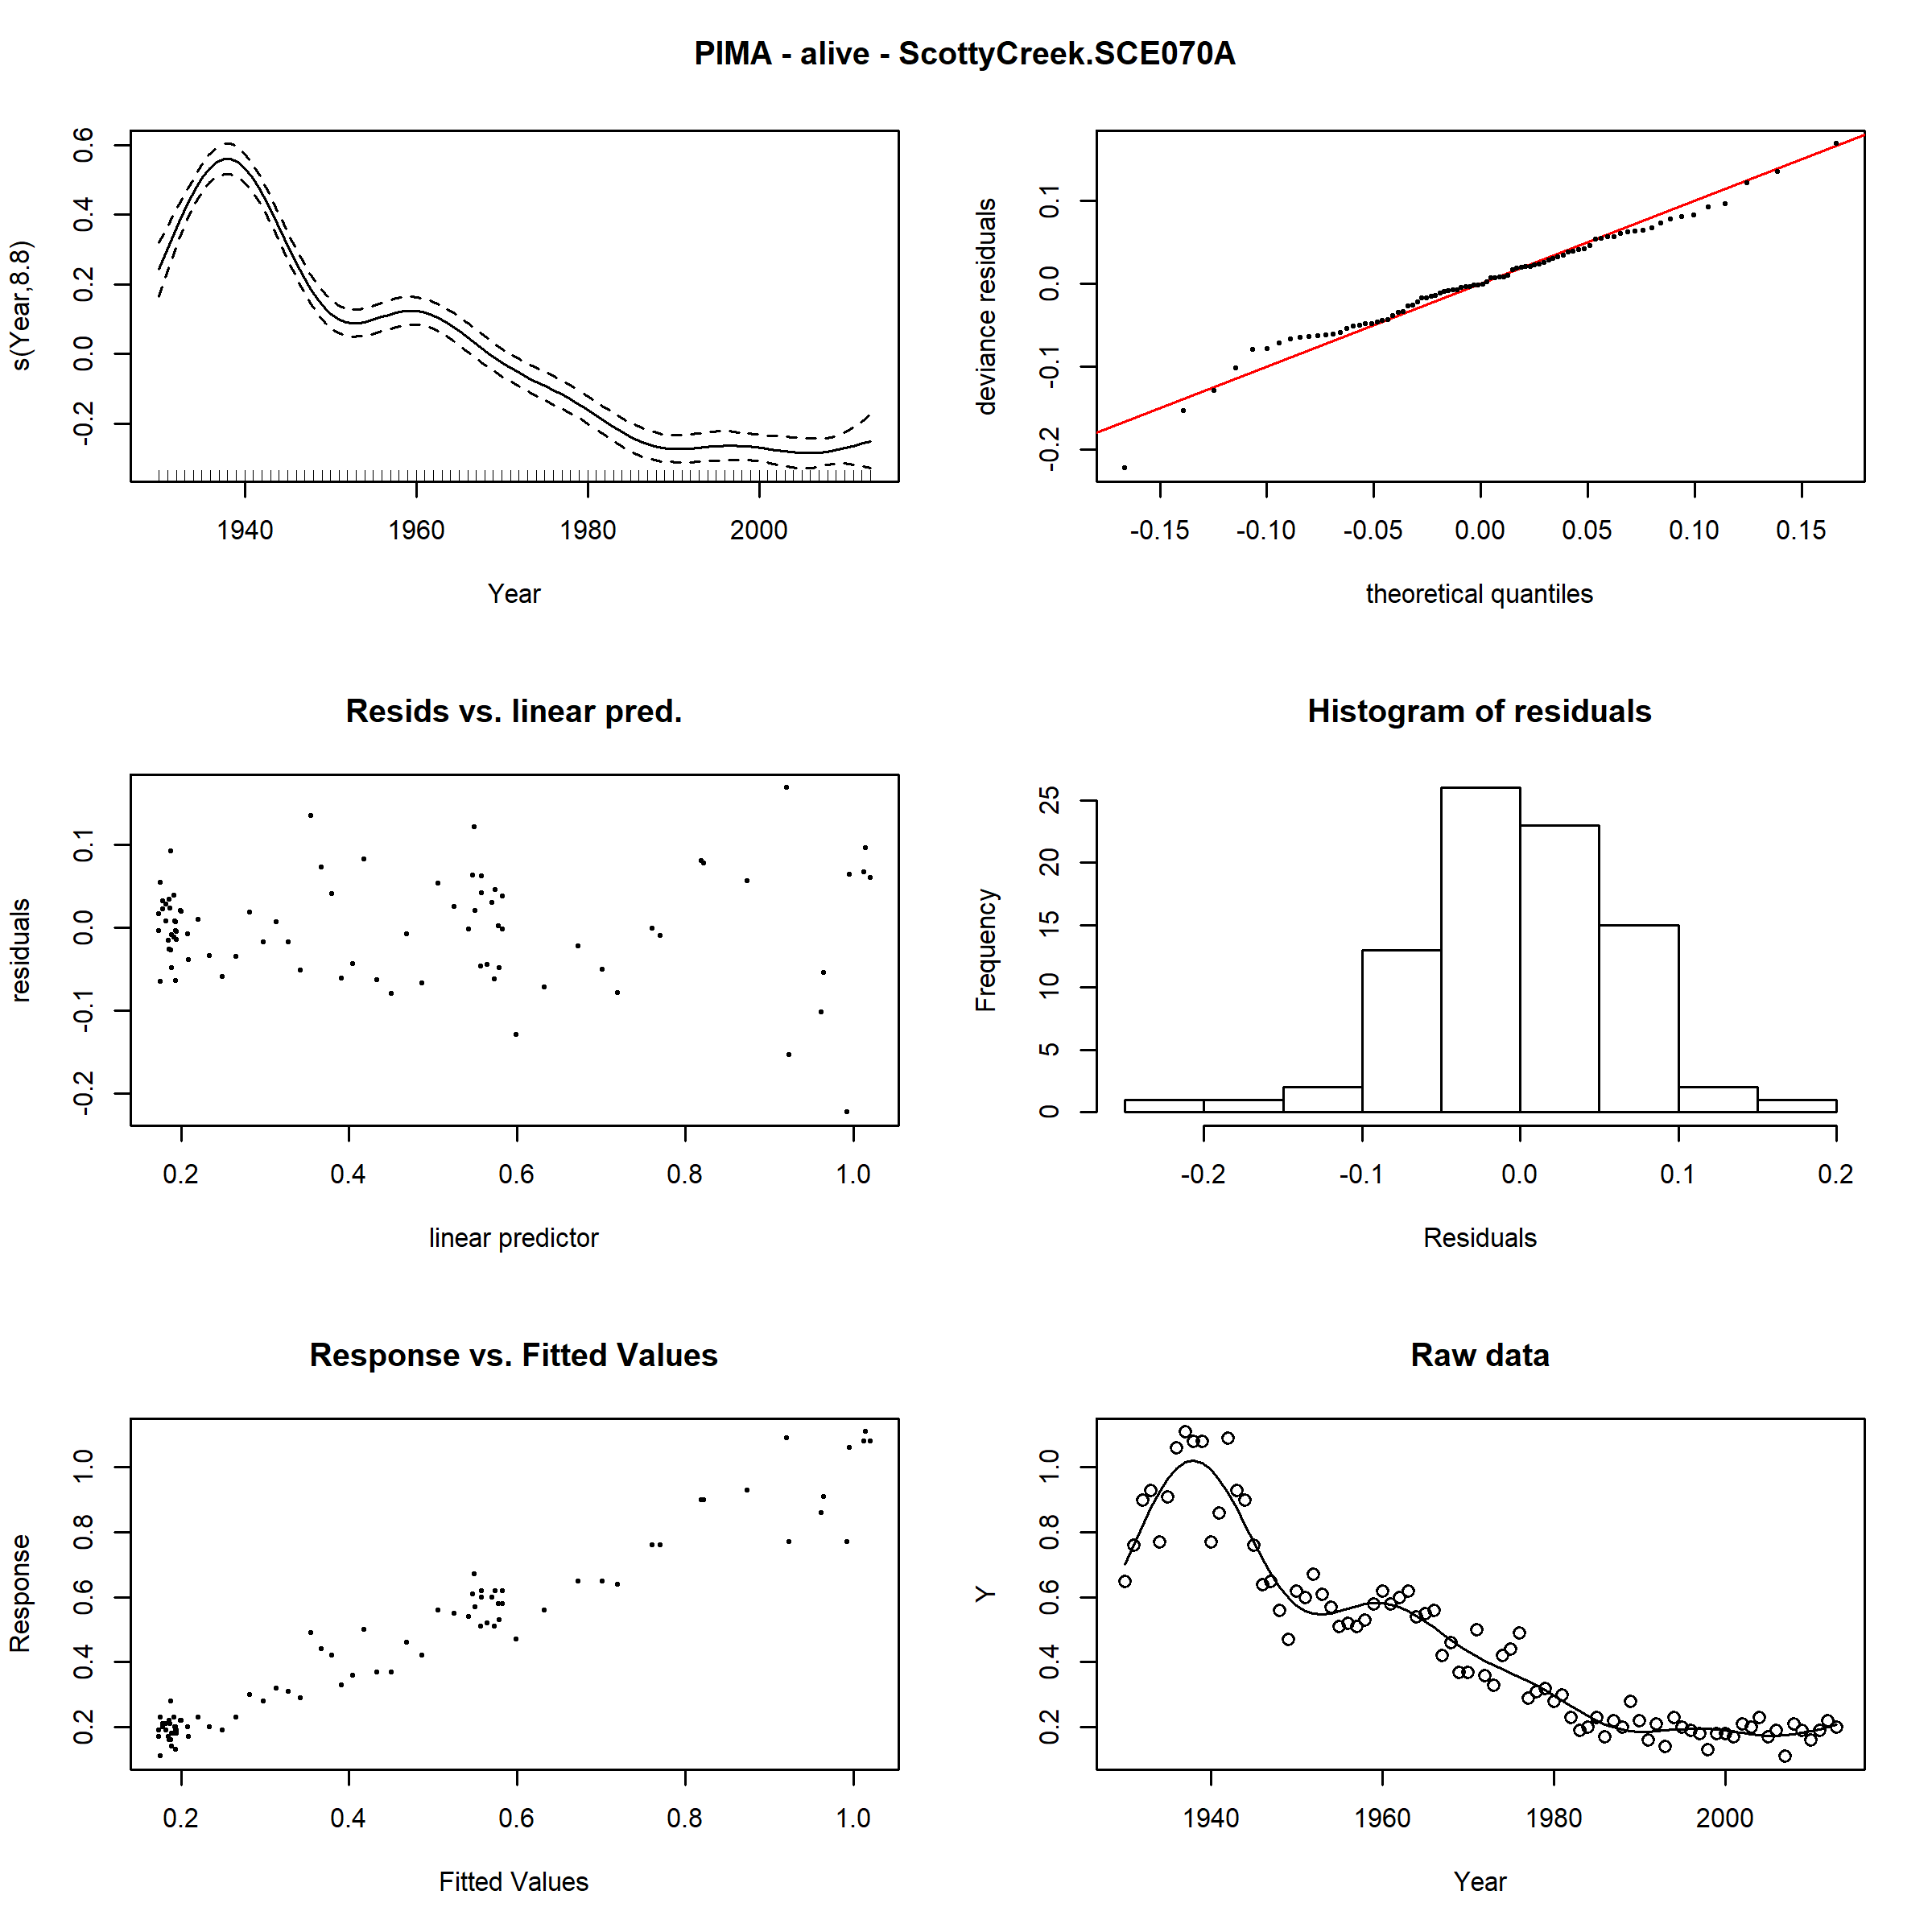 PIMA - alive - ScottyCreek.SCE070A
s(Year,8.8)
-0.2 0.0 0.2 0.4 0.6
1940 1960 1980 2000
Year
deviance residuals
-0.2 -0.1 0.0 0.1
-0.15 -0.10 -0.05 0.00 0.05 0.10 0.15
theoretical quantiles
Resids vs. linear pred.
residuals
-0.2 -0.1 0.0 0.1
0.2 0.4 0.6 0.8 1.0
linear predictor
Histogram of residuals
Frequency
0 5 10 15 20 25
-0.2 -0.1 0.0 0.1 0.2
Residuals
Response vs. Fitted Values
Response
0.2 0.4 0.6 0.8 1.0
0.2 0.4 0.6 0.8 1.0
Fitted Values
Raw data
Y
0.2 0.4 0.6 0.8 1.0
1940 1960 1980 2000
Year